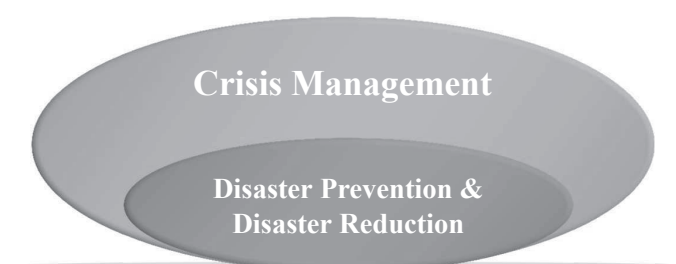 Crisis Management
Disaster Prevention &
Disaster Reduction